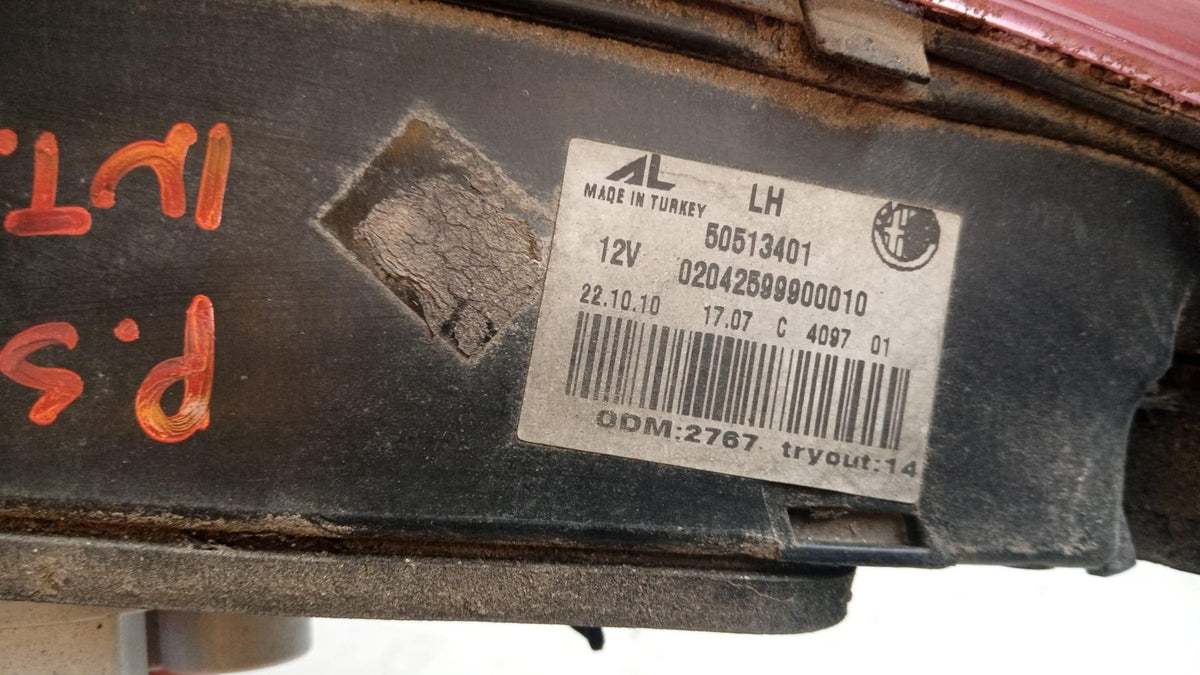 AL
MADE IN TURKEY
LH
50513401
12V
02042599900010
22.10.10 17.07 C 4097 01
ODM:2767 tryout:14
INT.
P.S